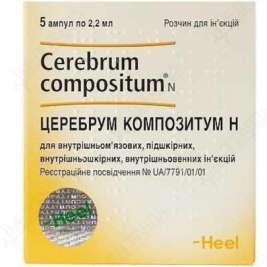 5 ампул по 2,2 мл
Розчин для ін'єкцій
Cerebrum
compositum® N
ЦЕРЕБРУМ КОМПОЗИТУМ Н
для внутрішньом'язових, підшкірних,
внутрішньошкірних, внутрішньовенних ін'єкцій
Реєстраційне посвідчення № UA/7791/01/01
-Heel